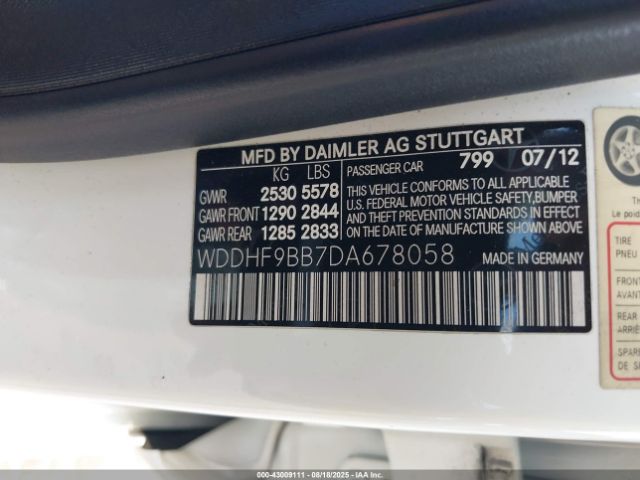 MFD BY DAIMLER AG STUTTGART
KG LBS
PASSENGER CAR 799 07/12
GVWR 2530 5578
GAWR FRONT 1290 2844
GAWR REAR 1285 2833
THIS VEHICLE CONFORMS TO ALL APPLICABLE
U.S. FEDERAL MOTOR VEHICLE SAFETY,BUMPER
AND THEFT PREVENTION STANDARDS IN EFFECT
ON THE DATE OF MANUFACTURE SHOWN ABOVE.
WDDHF9BB7DA678058 MADE IN GERMANY
Th
Le poid
TIRE
PNEU
FRONT
AVANT
REAR
ARRIÈ
SPARE
DE S
000-43009111 - 08/18/2025 - IAA, Inc.